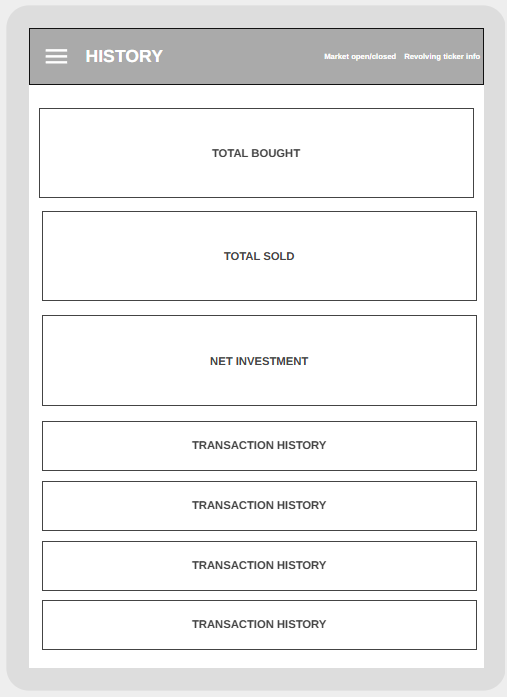 HISTORY
Market open/closed Revolving ticker info
TOTAL BOUGHT
TOTAL SOLD
NET INVESTMENT
TRANSACTION HISTORY
TRANSACTION HISTORY
TRANSACTION HISTORY
TRANSACTION HISTORY